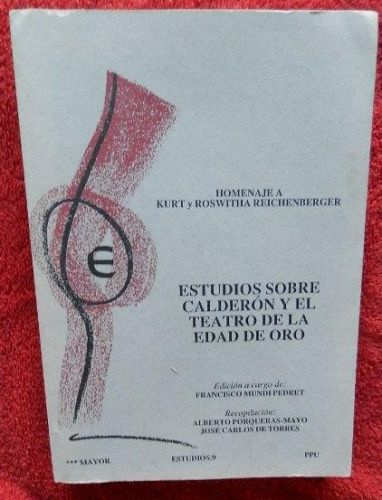 HOMENAJE A
KURT y ROSWITHA REICHENBERGER
ϵ
ESTUDIOS SOBRE
CALDERÓN Y EL
TEATRO DE LA
EDAD DE ORO
Edición a cargo de:
FRANCISCO MUNDI PEDRET
Recopilación:
ALBERTO PORQUERAS-MAYO
JOSÉ CARLOS DE TORRES
*** MAYOR ESTUDIOS,9 PPU